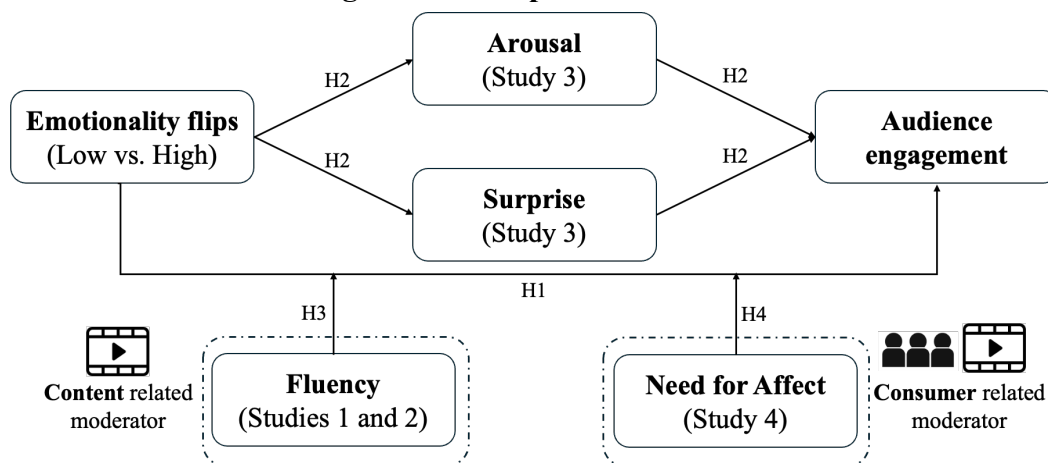 Arousal
(Study 3)
H2
H2
Emotionality flips
(Low vs. High)
Audience
engagement
H2
H2
Surprise
(Study 3)
H1
H3
H4
Content related
moderator
Fluency
(Studies 1 and 2)
Need for Affect
(Study 4)
Consumer related
moderator